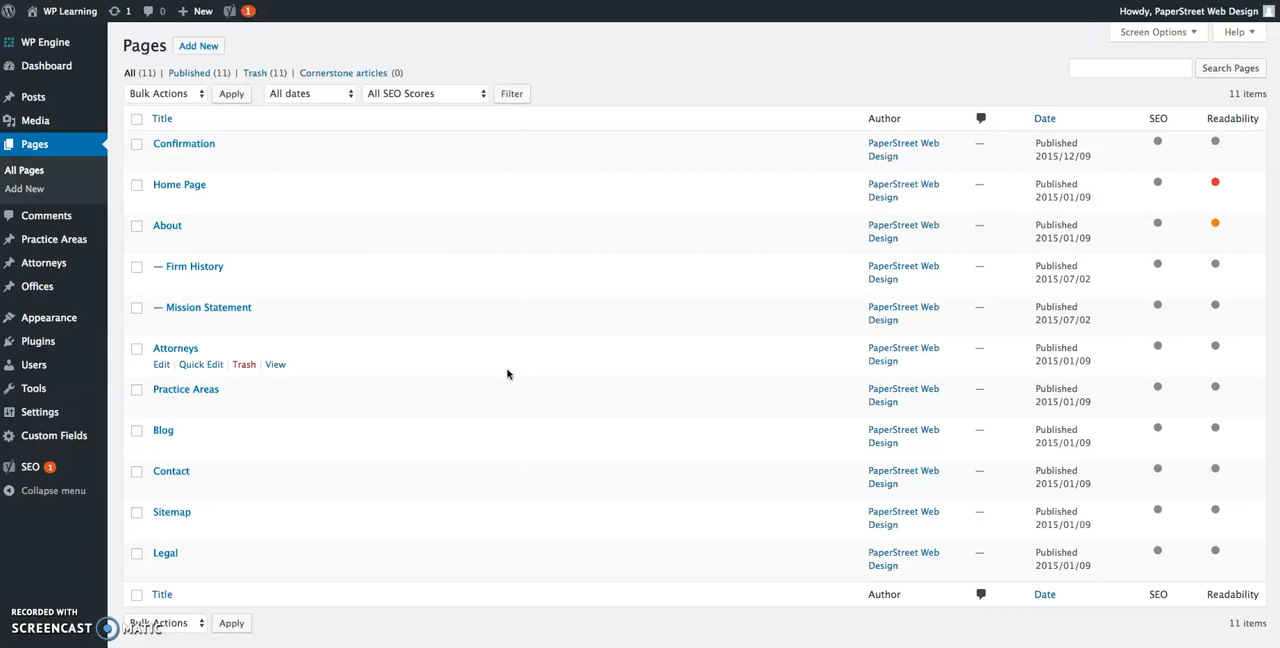 WP Learning 1 0 New 1 Howdy, PaperStreet Web Design
WP Engine
Dashboard
Posts
Media
Pages
All Pages
Add New
Comments
Practice Areas
Attorneys
Offices
Appearance
Plugins
Users
Tools
Settings
Custom Fields
SEO 1
Collapse menu
RECORDED WITH
SCREENCAST MATIC
Screen Options ▼ Help ▼
Pages Add New
All (11) | Published (11) | Trash (11) | Cornerstone articles (0)
Search Pages
Bulk Actions Apply All dates All SEO Scores Filter 11 items
Title Author Date SEO Readability
Confirmation PaperStreet Web Design — Published 2015/12/09
Home Page PaperStreet Web Design — Published 2015/01/09
About PaperStreet Web Design — Published 2015/01/09
— Firm History PaperStreet Web Design — Published 2015/07/02
— Mission Statement PaperStreet Web Design — Published 2015/07/02
Attorneys PaperStreet Web Design — Published 2015/01/09
Edit | Quick Edit | Trash | View
Practice Areas PaperStreet Web Design — Published 2015/01/09
Blog PaperStreet Web Design — Published 2015/01/09
Contact PaperStreet Web Design — Published 2015/01/09
Sitemap PaperStreet Web Design — Published 2015/01/09
Legal PaperStreet Web Design — Published 2015/01/09
Title Author Date SEO Readability
Bulk Actions Apply 11 items